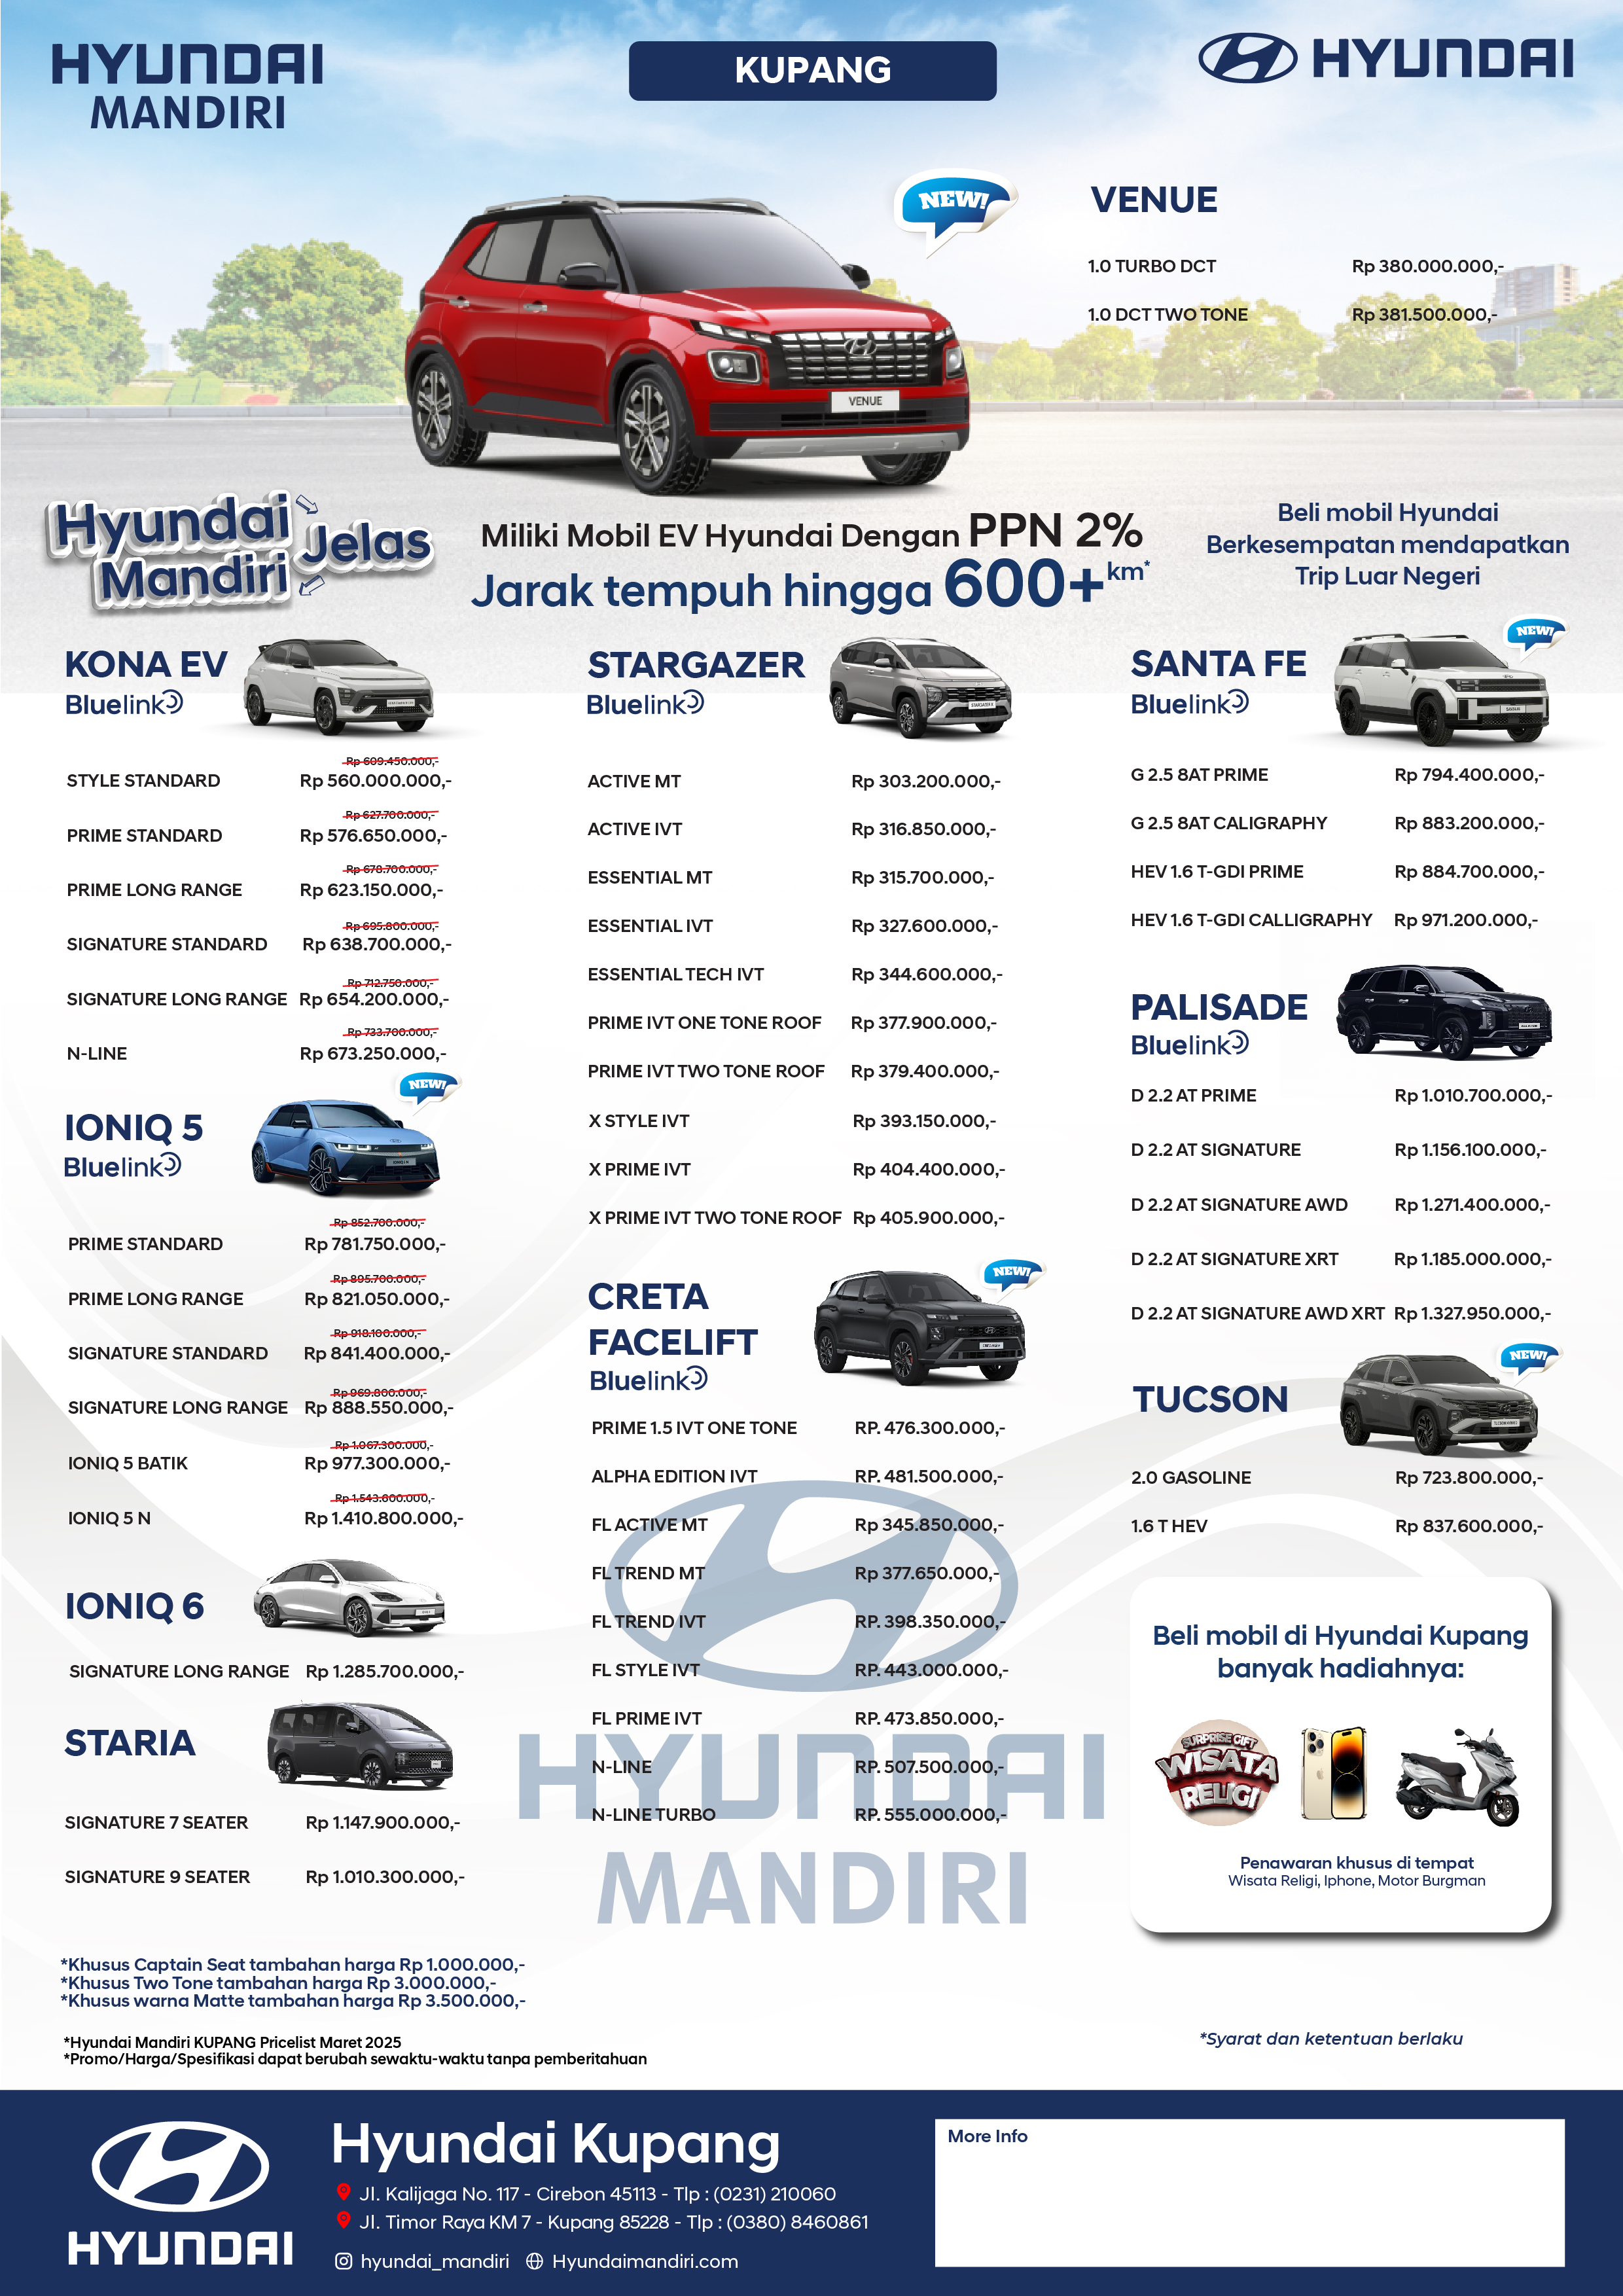 HYUNDAI
MANDIRI
KUPANG
HYUNDAI
NEW!
VENUE
1.0 TURBO DCT Rp 380.000.000,-
1.0 DCT TWO TONE Rp 381.500.000,-
VENUE
Hyundai
Mandiri
Jelas
Miliki Mobil EV Hyundai Dengan PPN 2%
Jarak tempuh hingga 600+ km*
Beli mobil Hyundai
Berkesempatan mendapatkan
Trip Luar Negeri
KONA EV
Bluelink
Rp 609.450.000,-
STYLE STANDARD Rp 560.000.000,-
Rp 627.700.000,-
PRIME STANDARD Rp 576.650.000,-
Rp 678.700.000,-
PRIME LONG RANGE Rp 623.150.000,-
Rp 695.800.000,-
SIGNATURE STANDARD Rp 638.700.000,-
Rp 712.750.000,-
SIGNATURE LONG RANGE Rp 654.200.000,-
Rp 733.700.000,-
N-LINE Rp 673.250.000,-
NEW!
IONIQ 5
Bluelink
Rp 852.700.000,-
PRIME STANDARD Rp 781.750.000,-
Rp 895.700.000,-
PRIME LONG RANGE Rp 821.050.000,-
Rp 918.100.000,-
SIGNATURE STANDARD Rp 841.400.000,-
Rp 969.800.000,-
SIGNATURE LONG RANGE Rp 888.550.000,-
Rp 1.067.300.000,-
IONIQ 5 BATIK Rp 977.300.000,-
Rp 1.543.600.000,-
IONIQ 5 N Rp 1.410.800.000,-
IONIQ 6
SIGNATURE LONG RANGE Rp 1.285.700.000,-
STARIA
SIGNATURE 7 SEATER Rp 1.147.900.000,-
SIGNATURE 9 SEATER Rp 1.010.300.000,-
STARGAZER
Bluelink
STARGAZER X
ACTIVE MT Rp 303.200.000,-
ACTIVE IVT Rp 316.850.000,-
ESSENTIAL MT Rp 315.700.000,-
ESSENTIAL IVT Rp 327.600.000,-
ESSENTIAL TECH IVT Rp 344.600.000,-
PRIME IVT ONE TONE ROOF Rp 377.900.000,-
PRIME IVT TWO TONE ROOF Rp 379.400.000,-
X STYLE IVT Rp 393.150.000,-
X PRIME IVT Rp 404.400.000,-
X PRIME IVT TWO TONE ROOF Rp 405.900.000,-
NEW!
CRETA
FACELIFT
Bluelink
PRIME 1.5 IVT ONE TONE RP. 476.300.000,-
ALPHA EDITION IVT RP. 481.500.000,-
FL ACTIVE MT Rp 345.850.000,-
FL TREND MT Rp 377.650.000,-
FL TREND IVT RP. 398.350.000,-
FL STYLE IVT RP. 443.000.000,-
FL PRIME IVT RP. 473.850.000,-
N-LINE RP. 507.500.000,-
N-LINE TURBO RP. 555.000.000,-
HYUNDAI
MANDIRI
SANTA FE
Bluelink
NEW!
G 2.5 8AT PRIME Rp 794.400.000,-
G 2.5 8AT CALIGRAPHY Rp 883.200.000,-
HEV 1.6 T-GDI PRIME Rp 884.700.000,-
HEV 1.6 T-GDI CALLIGRAPHY Rp 971.200.000,-
PALISADE
Bluelink
D 2.2 AT PRIME Rp 1.010.700.000,-
D 2.2 AT SIGNATURE Rp 1.156.100.000,-
D 2.2 AT SIGNATURE AWD Rp 1.271.400.000,-
D 2.2 AT SIGNATURE XRT Rp 1.185.000.000,-
D 2.2 AT SIGNATURE AWD XRT Rp 1.327.950.000,-
NEW!
TUCSON
2.0 GASOLINE Rp 723.800.000,-
1.6 T HEV Rp 837.600.000,-
Beli mobil di Hyundai Kupang
banyak hadiahnya:
SURPRISE GIFT
WISATA
RELIGI
Penawaran khusus di tempat
Wisata Religi, Iphone, Motor Burgman
*Khusus Captain Seat tambahan harga Rp 1.000.000,-
*Khusus Two Tone tambahan harga Rp 3.000.000,-
*Khusus warna Matte tambahan harga Rp 3.500.000,-
*Hyundai Mandiri KUPANG Pricelist Maret 2025
*Promo/Harga/Spesifikasi dapat berubah sewaktu-waktu tanpa pemberitahuan
*Syarat dan ketentuan berlaku
HYUNDAI
Hyundai Kupang
Jl. Kalijaga No. 117 - Cirebon 45113 - Tlp : (0231) 210060
Jl. Timor Raya KM 7 - Kupang 85228 - Tlp : (0380) 8460861
hyundai_mandiri Hyundaimandiri.com
More Info